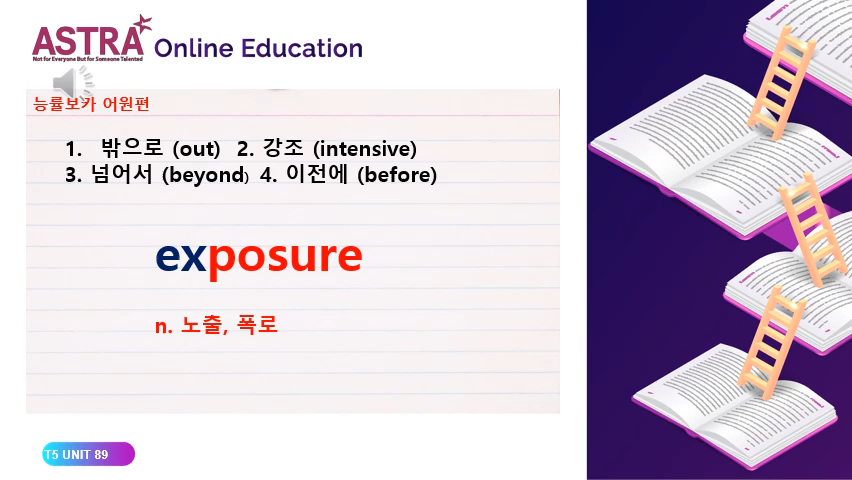 ASTRA
Not for Everyone But for Someone Talented
Online Education
능률보카 어원편
1. 밖으로 (out) 2. 강조 (intensive)
3. 넘어서 (beyond) 4. 이전에 (before)
exposure
n. 노출, 폭로
T5 UNIT 89